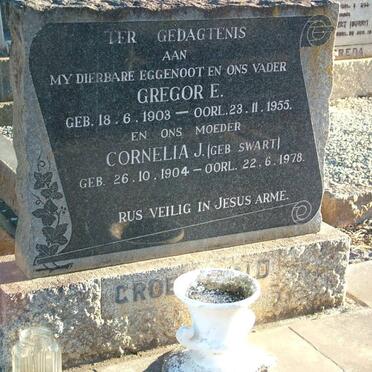 TER GEDAGTENIS
AAN
MY DIERBARE EGGENOOT EN ONS VADER
GREGOR E.
GEB. 18.6.1903 — OORL. 23.11.1955.
EN ONS MOEDER
CORNELIA J. (GEB SWART)
GEB. 26.10.1904 — OORL. 22.6.1978.
RUS VEILIG IN JESUS ARME.